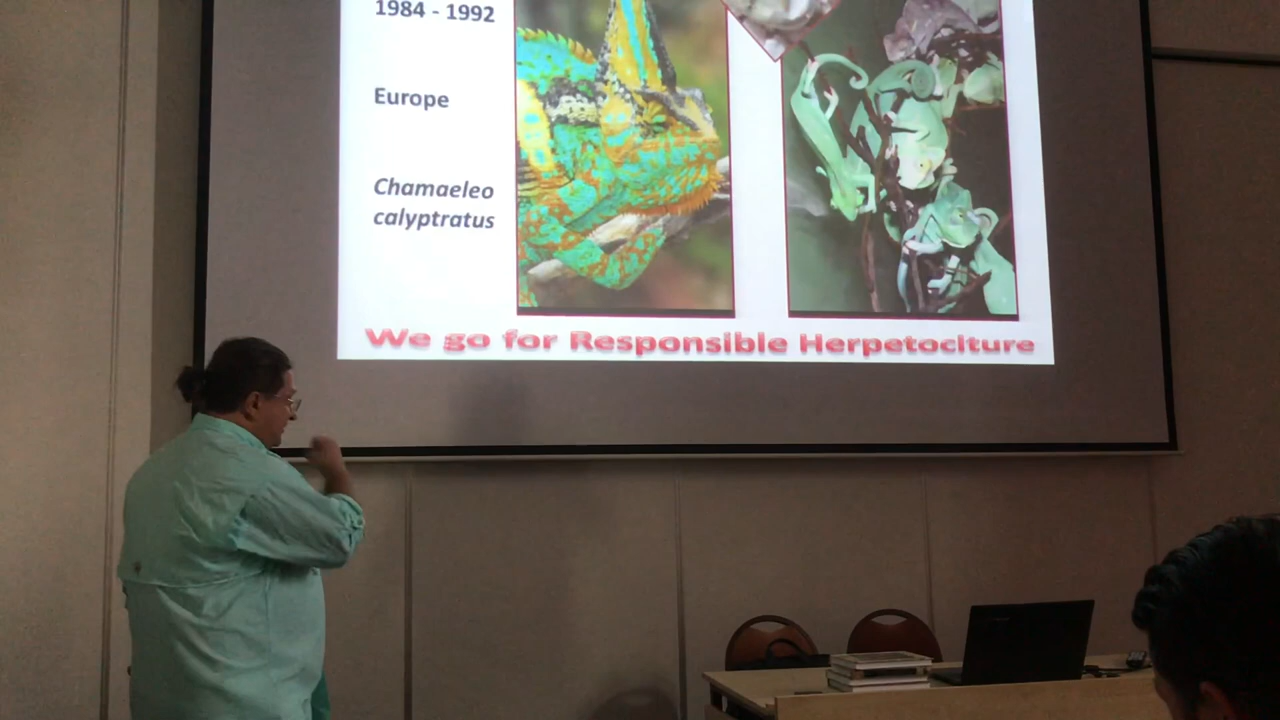 1984 - 1992
Europe
Chamaeleo
calyptratus
We go for Responsible Herpetoclture